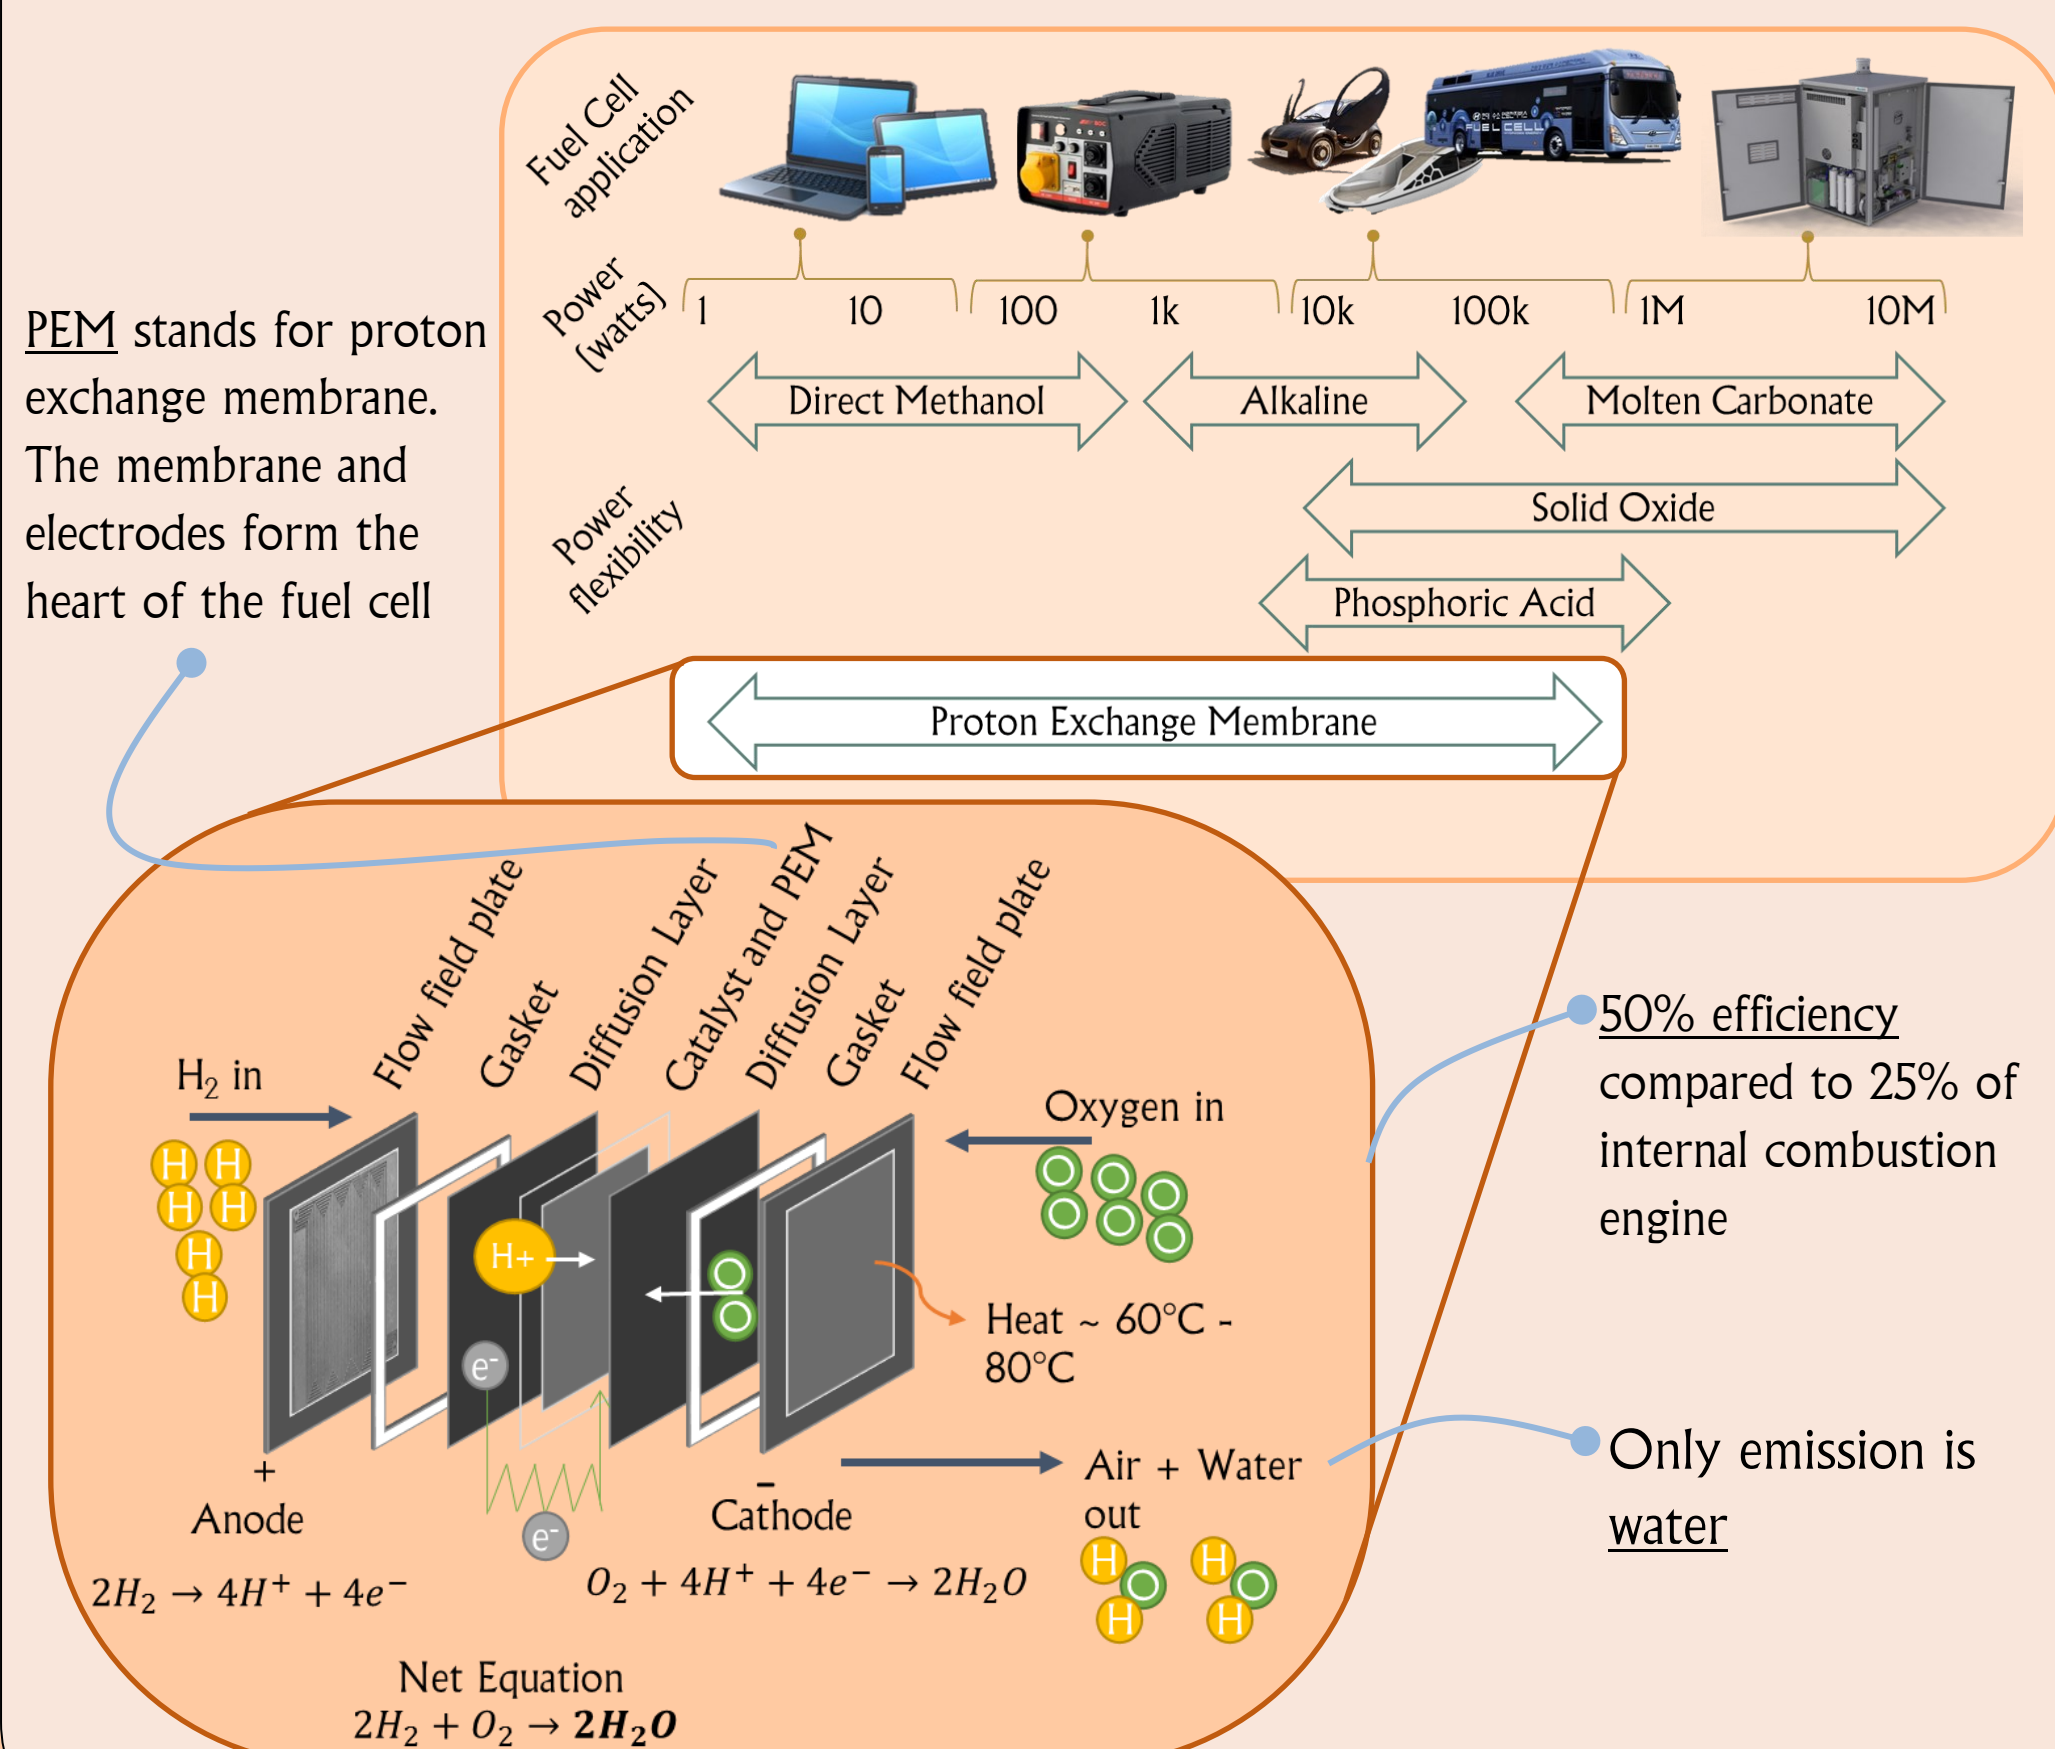 Fuel Cell
application
Power
(watts)
1 10 100 1k 10k 100k 1M 10M
FUEL CELL
PEM stands for proton
exchange membrane.
The membrane and
electrodes form the
heart of the fuel cell
Direct Methanol
Alkaline
Molten Carbonate
Power
flexibility
Solid Oxide
Phosphoric Acid
Proton Exchange Membrane
Flow field plate
Gasket
Diffusion Layer
Catalyst and PEM
Diffusion Layer
Gasket
Flow field plate
H₂ in
H H
H H
H
H
Oxygen in
O O O
O O O
H+
O
O
e⁻
Heat ~ 60°C -
80°C
+
Anode
e⁻
–
Cathode
Air + Water
out
H H
O O
H H
2H₂ → 4H⁺ + 4e⁻
O₂ + 4H⁺ + 4e⁻ → 2H₂O
Net Equation
2H₂ + O₂ → 2H₂O
50% efficiency
compared to 25% of
internal combustion
engine
Only emission is
water